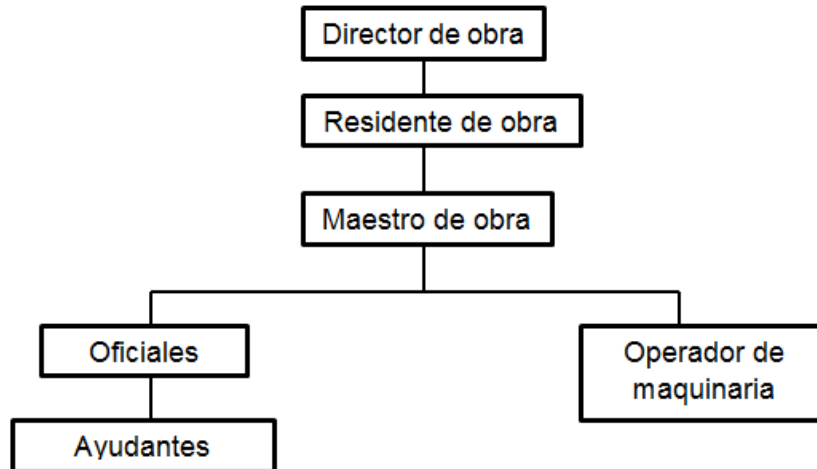 Director de obra
Residente de obra
Maestro de obra
Oficiales
Operador de
maquinaria
Ayudantes